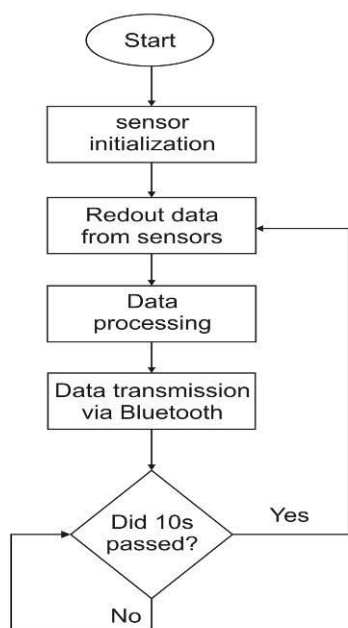 Start
sensor
initialization
Redout data
from sensors
Data
processing
Data transmission
via Bluetooth
Did 10s
passed?
Yes
No